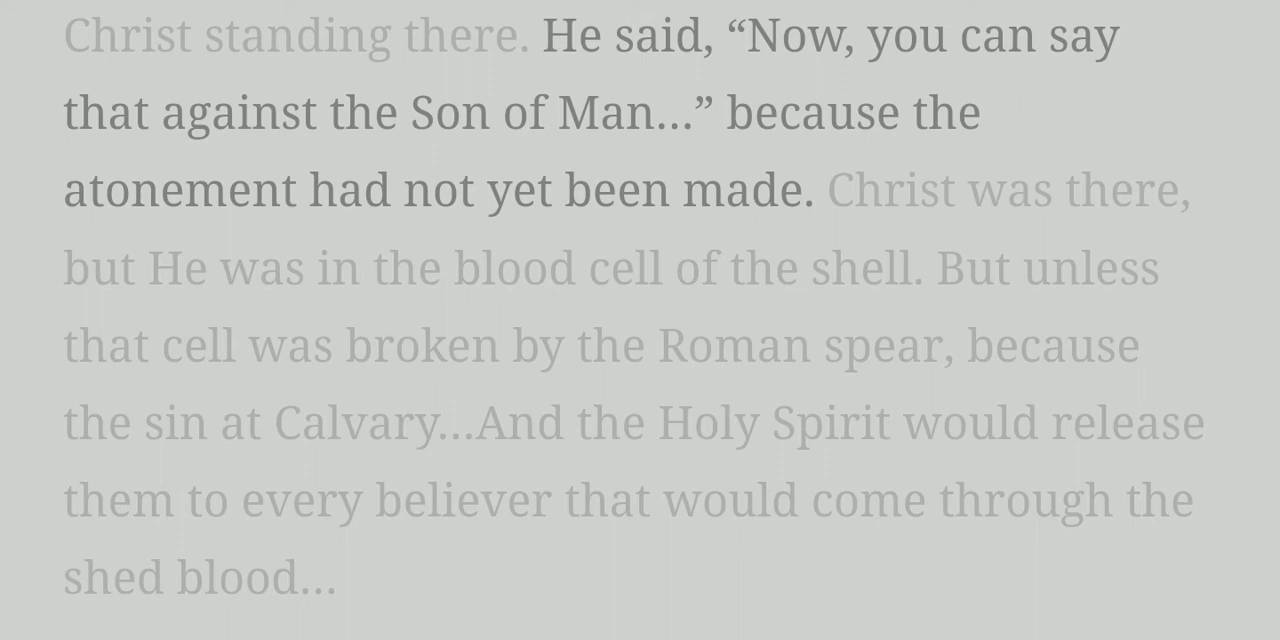 Christ standing there. He said, “Now, you can say
that against the Son of Man…” because the
atonement had not yet been made. Christ was there,
but He was in the blood cell of the shell. But unless
that cell was broken by the Roman spear, because
the sin at Calvary…And the Holy Spirit would release
them to every believer that would come through the
shed blood…